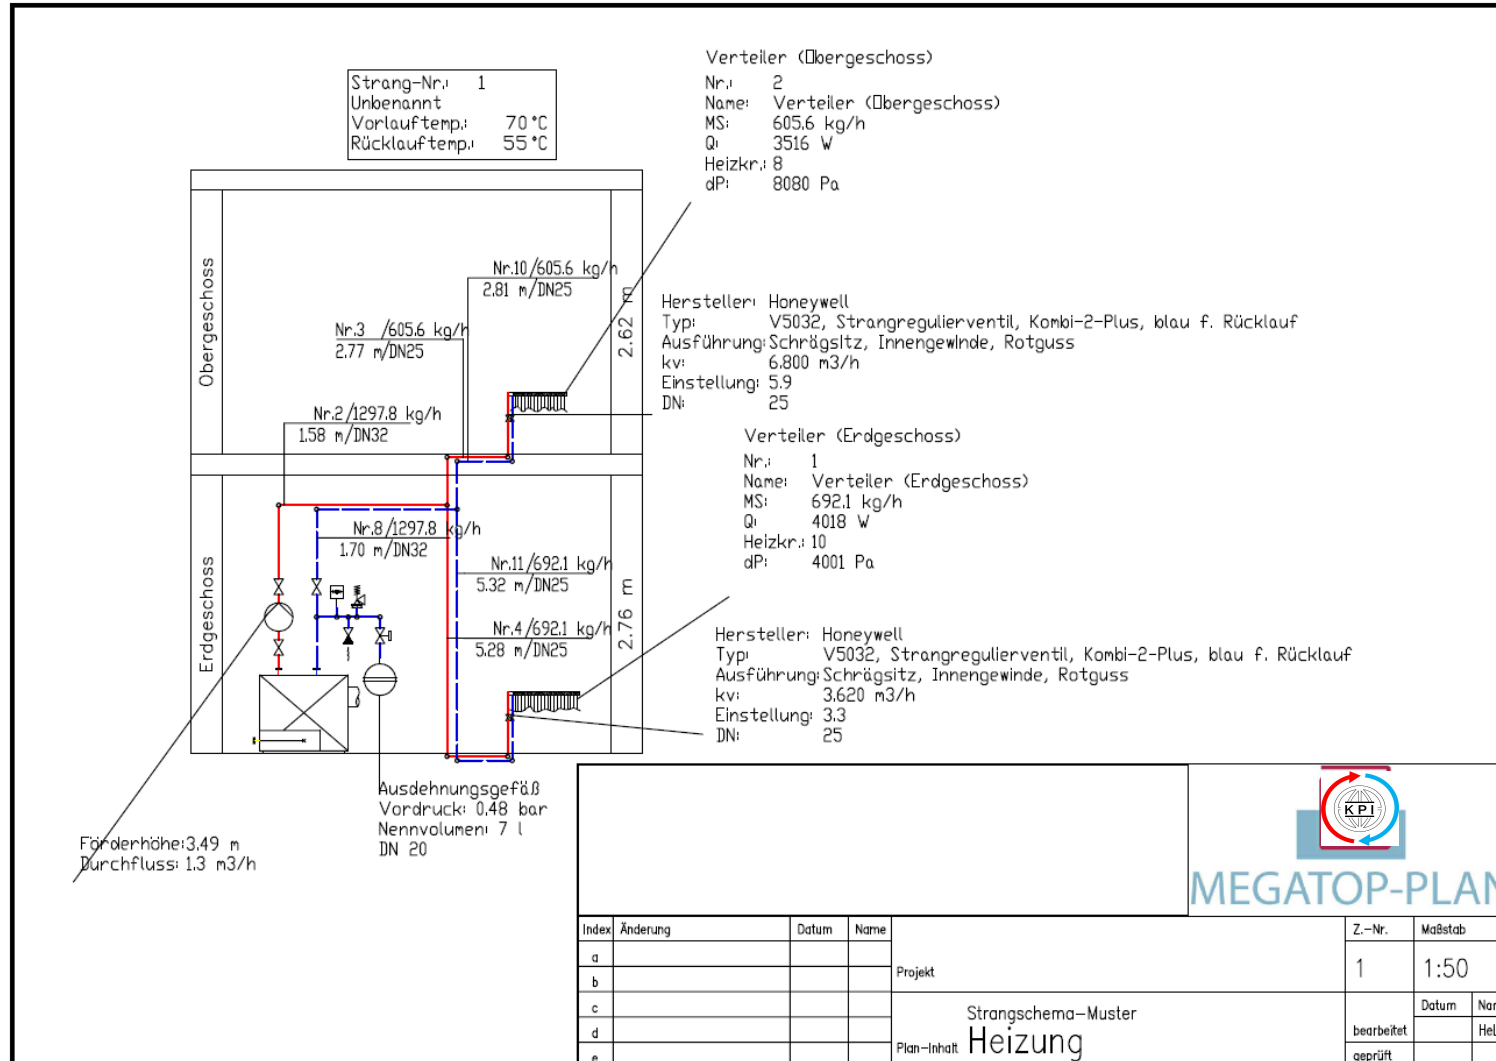 Strang-Nr.: 1
Unbenannt
Vorlauftemp.: 70 °C
Rücklauftemp.: 55 °C
Verteiler (▯bergeschoss)
Nr.: 2
Name: Verteiler (▯bergeschoss)
MS: 605.6 kg/h
Q: 3516 W
Heizkr.: 8
dP: 8080 Pa
Obergeschoss
Nr.10/605.6 kg/h
2.81 m/DN25
Nr.3 /605.6 kg/h
2.77 m/DN25
Nr.2/1297.8 kg/h
1.58 m/DN32
2.62 m
Hersteller: Honeywell
Typ: V5032, Strangregulierventil, Kombi-2-Plus, blau f. Rücklauf
Ausführung: Schrägsitz, Innengewinde, Rotguss
kv: 6.800 m3/h
Einstellung: 5.9
DN: 25
Verteiler (Erdgeschoss)
Nr.: 1
Name: Verteiler (Erdgeschoss)
MS: 692.1 kg/h
Q: 4018 W
Heizkr.: 10
dP: 4001 Pa
Erdgeschoss
Nr.8/1297.8 kg/h
1.70 m/DN32
Nr.11/692.1 kg/h
5.32 m/DN25
Nr.4/692.1 kg/h
5.28 m/DN25
2.76 m
Hersteller: Honeywell
Typ: V5032, Strangregulierventil, Kombi-2-Plus, blau f. Rücklauf
Ausführung: Schrägsitz, Innengewinde, Rotguss
kv: 3.620 m3/h
Einstellung: 3.3
DN: 25
Ausdehnungsgefäß
Vordruck: 0.48 bar
Nennvolumen: 7 l
DN 20
Förderhöhe: 3.49 m
Durchfluss: 1.3 m3/h
KPI
MEGATOP-PLAN
Index Änderung Datum Name
a
b
c
d
e
Projekt
Z.-Nr. Maßstab
1 1:50
Strangschema-Muster
Plan-Inhalt Heizung
Datum Nar
bearbeitet Hel
geprüft